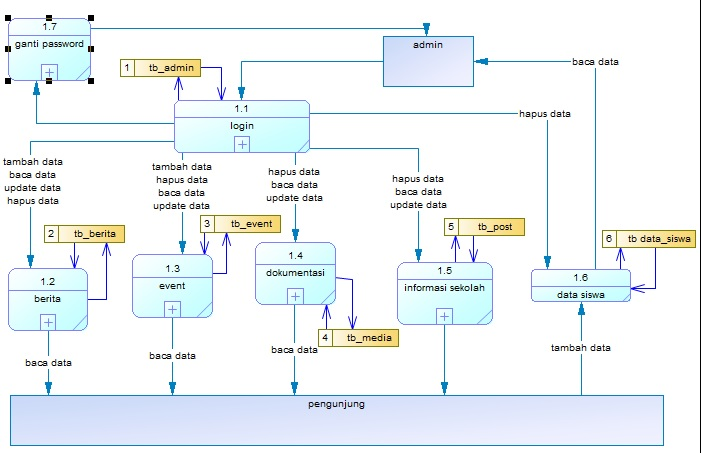 1.7
ganti password
admin
1 tb_admin
baca data
1.1
login
hapus data
tambah data
baca data
update data
hapus data
tambah data
hapus data
baca data
update data
hapus data
baca data
update data
hapus data
baca data
update data
2 tb_berita
3 tb_event
5 tb_post
6 tb data_siswa
1.2
berita
1.3
event
1.4
dokumentasi
1.5
informasi sekolah
1.6
data siswa
4 tb_media
baca data
baca data
baca data
tambah data
pengunjung